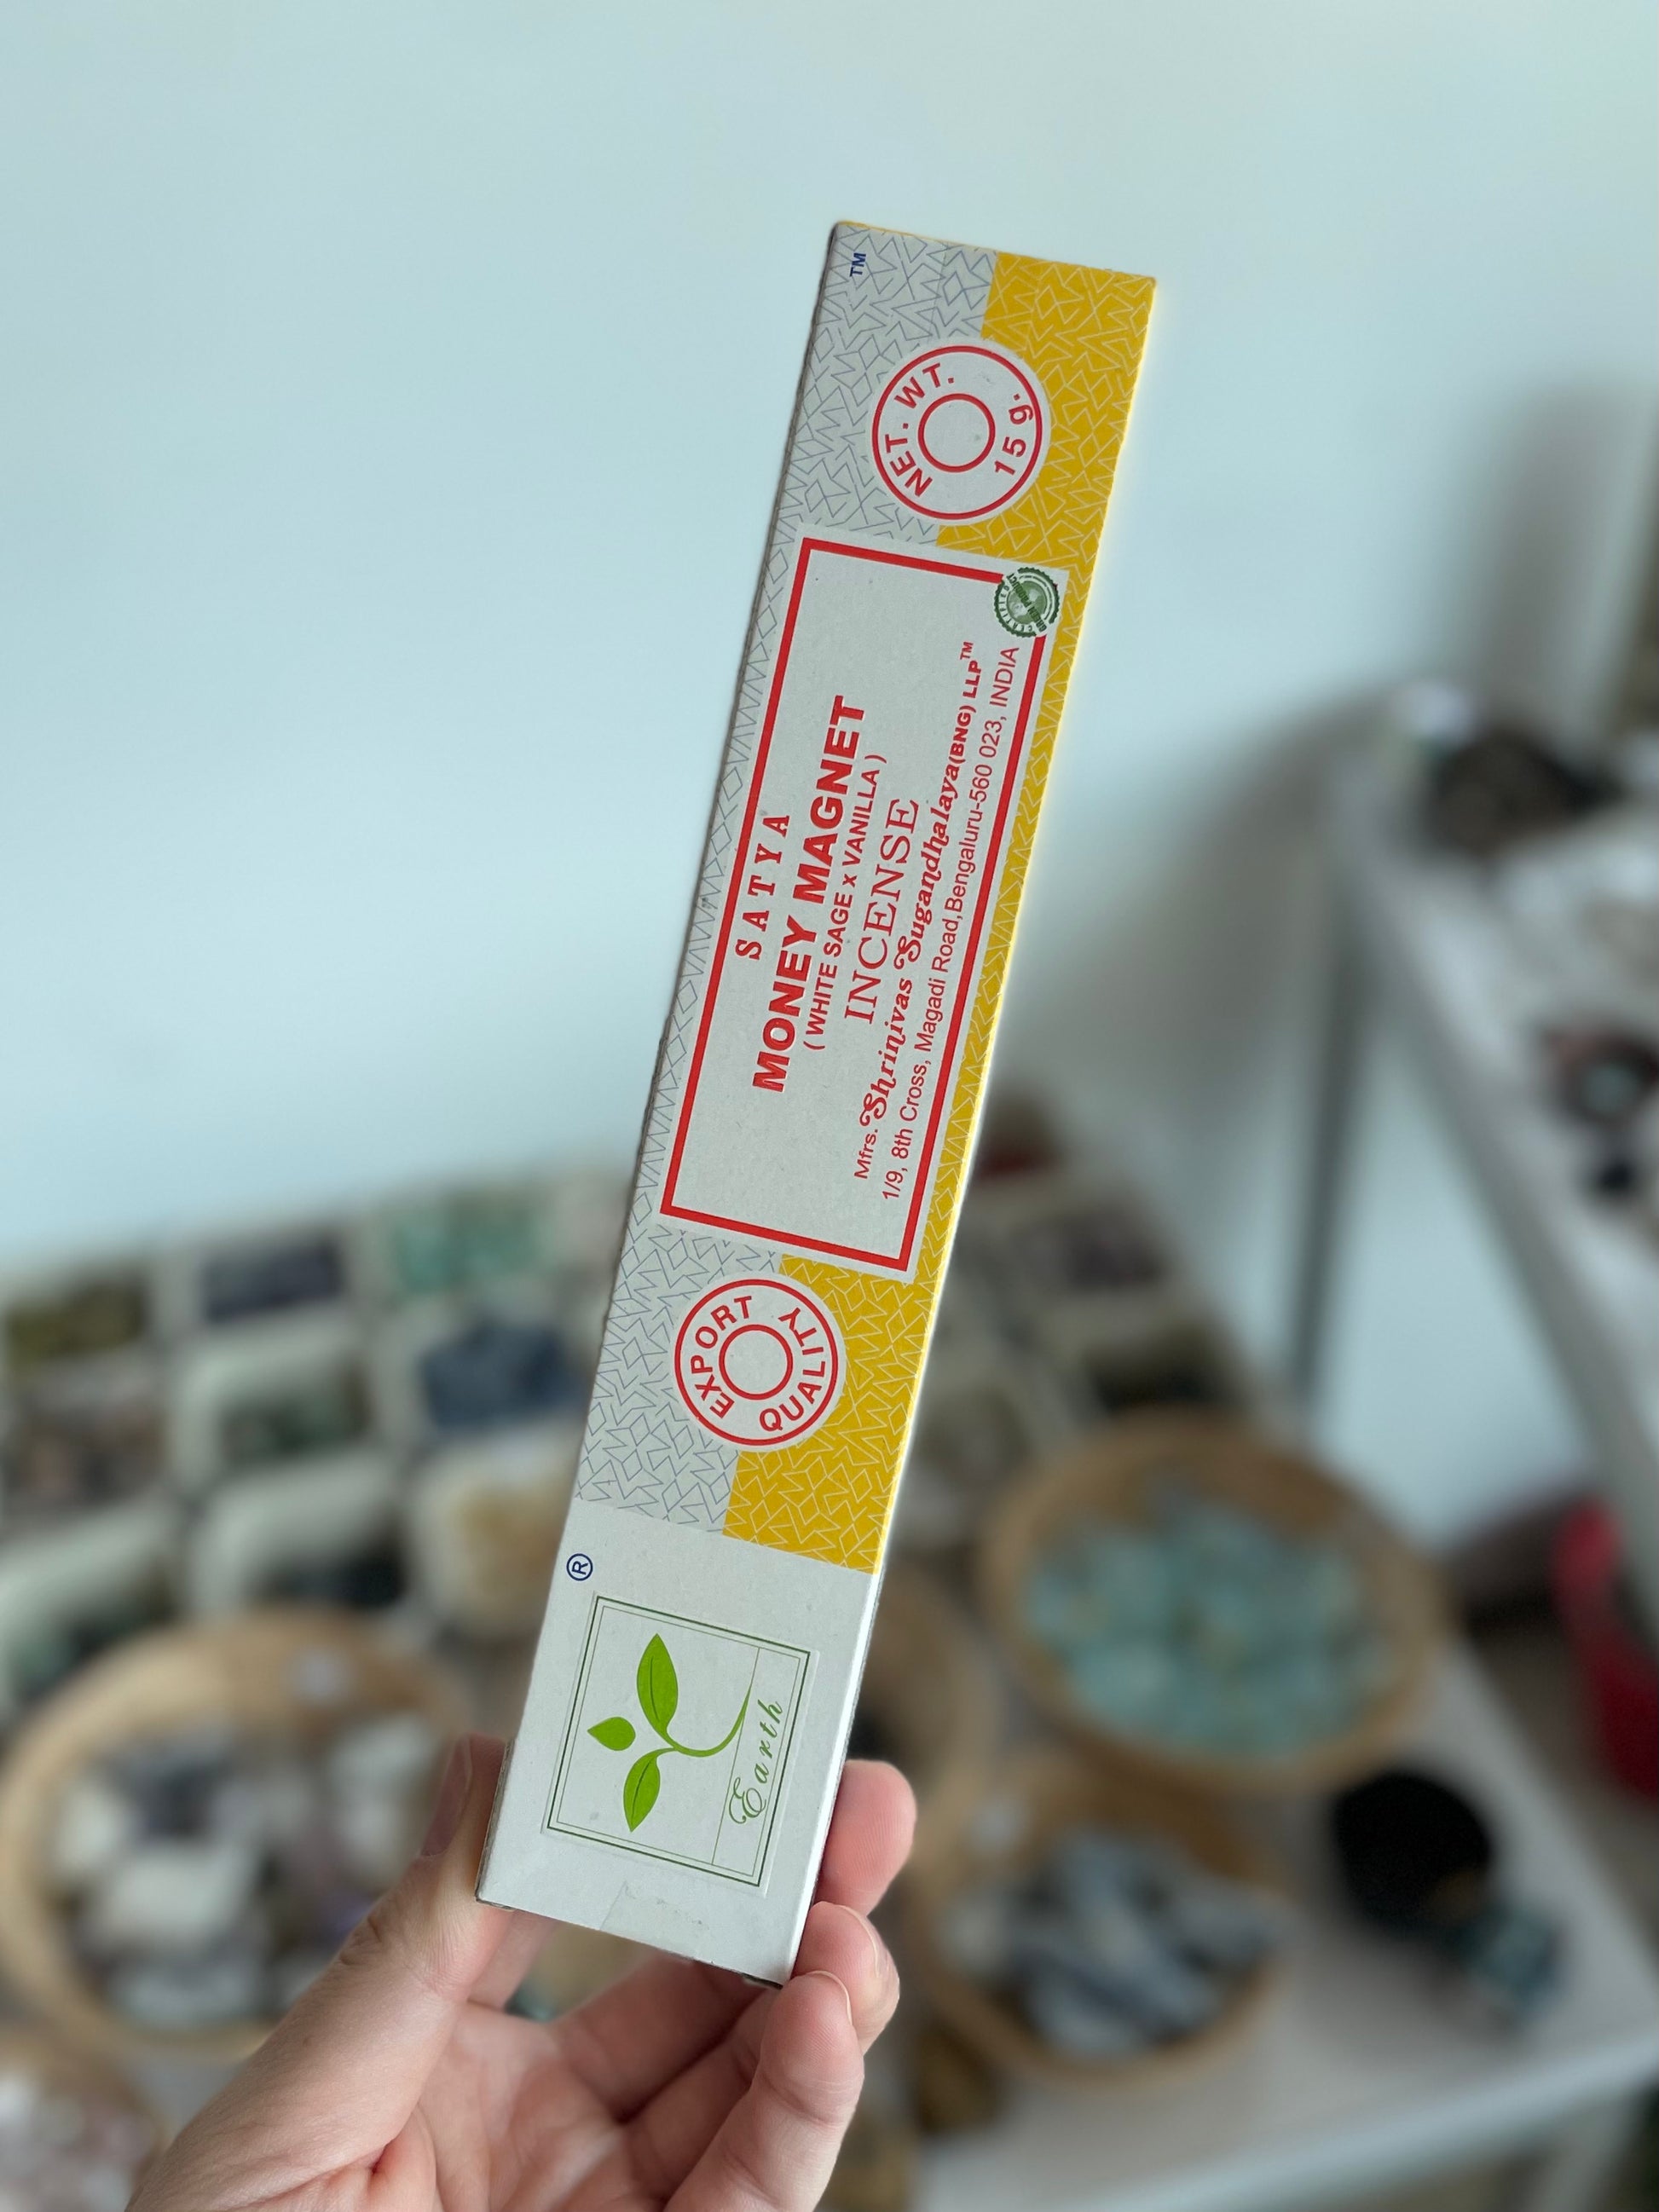 TM
NET. WT.
15 g.
SATYA
MONEY MAGNET
( WHITE SAGE x VANILLA )
INCENSE
Mfrs. Shrinivas Sugandhalaya(BNG) LLP™
1/9, 8th Cross, Magadi Road,Bengaluru-560 023, INDIA
EXPORT
QUALITY
®
Earth